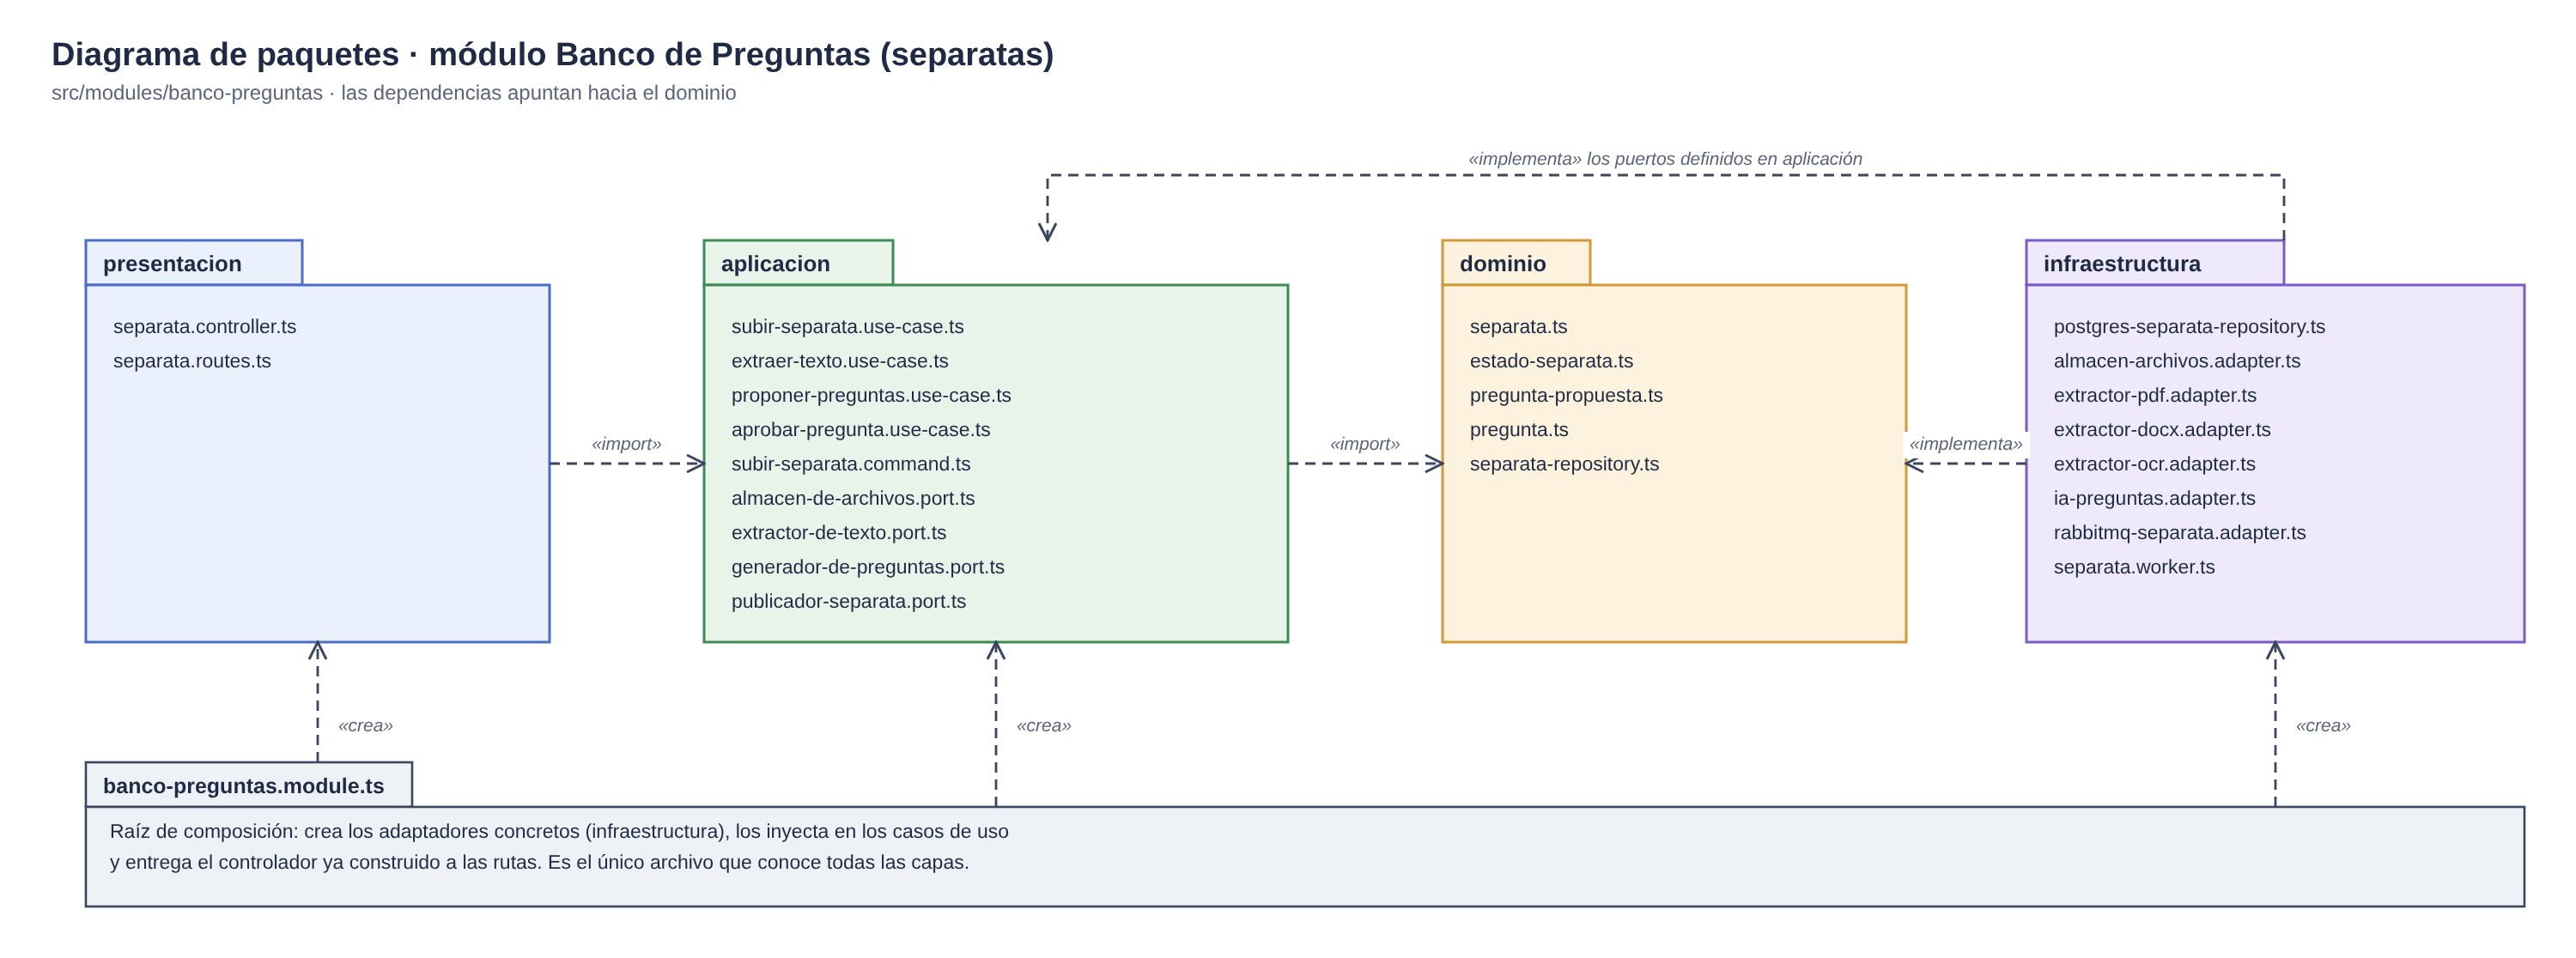 Diagrama de paquetes · módulo Banco de Preguntas (separatas)
src/modules/banco-preguntas · las dependencias apuntan hacia el dominio
«implementa» los puertos definidos en aplicación
presentacion
separata.controller.ts
separata.routes.ts
«import»
aplicacion
subir-separata.use-case.ts
extraer-texto.use-case.ts
proponer-preguntas.use-case.ts
aprobar-pregunta.use-case.ts
subir-separata.command.ts
almacen-de-archivos.port.ts
extractor-de-texto.port.ts
generador-de-preguntas.port.ts
publicador-separata.port.ts
«import»
dominio
separata.ts
estado-separata.ts
pregunta-propuesta.ts
pregunta.ts
separata-repository.ts
«implementa»
infraestructura
postgres-separata-repository.ts
almacen-archivos.adapter.ts
extractor-pdf.adapter.ts
extractor-docx.adapter.ts
extractor-ocr.adapter.ts
ia-preguntas.adapter.ts
rabbitmq-separata.adapter.ts
separata.worker.ts
«crea»
«crea»
«crea»
banco-preguntas.module.ts
Raíz de composición: crea los adaptadores concretos (infraestructura), los inyecta en los casos de uso
y entrega el controlador ya construido a las rutas. Es el único archivo que conoce todas las capas.